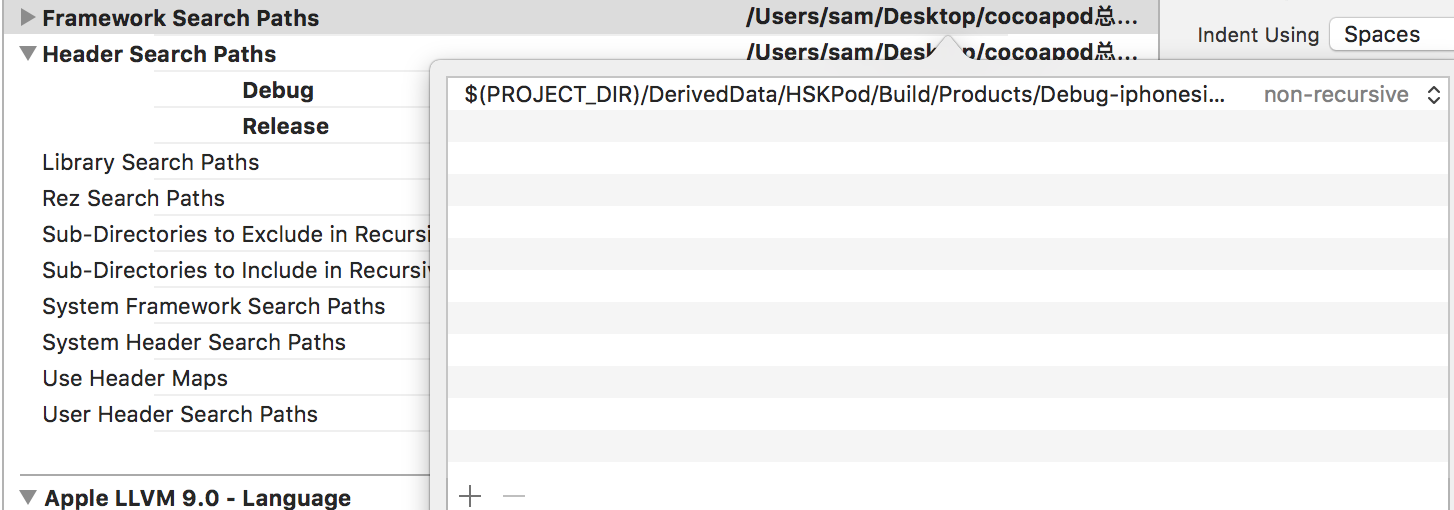 Framework Search Paths /Users/sam/Desktop/cocoapod总...
Indent Using Spaces
Header Search Paths /Users/sam/Desktop/cocoapod总...
Debug
$(PROJECT_DIR)/DerivedData/HSKPod/Build/Products/Debug-iphonesi... non-recursive
Release
Library Search Paths
Rez Search Paths
Sub-Directories to Exclude in Recursi
Sub-Directories to Include in Recursiv
System Framework Search Paths
System Header Search Paths
Use Header Maps
User Header Search Paths
Apple LLVM 9.0 - Language